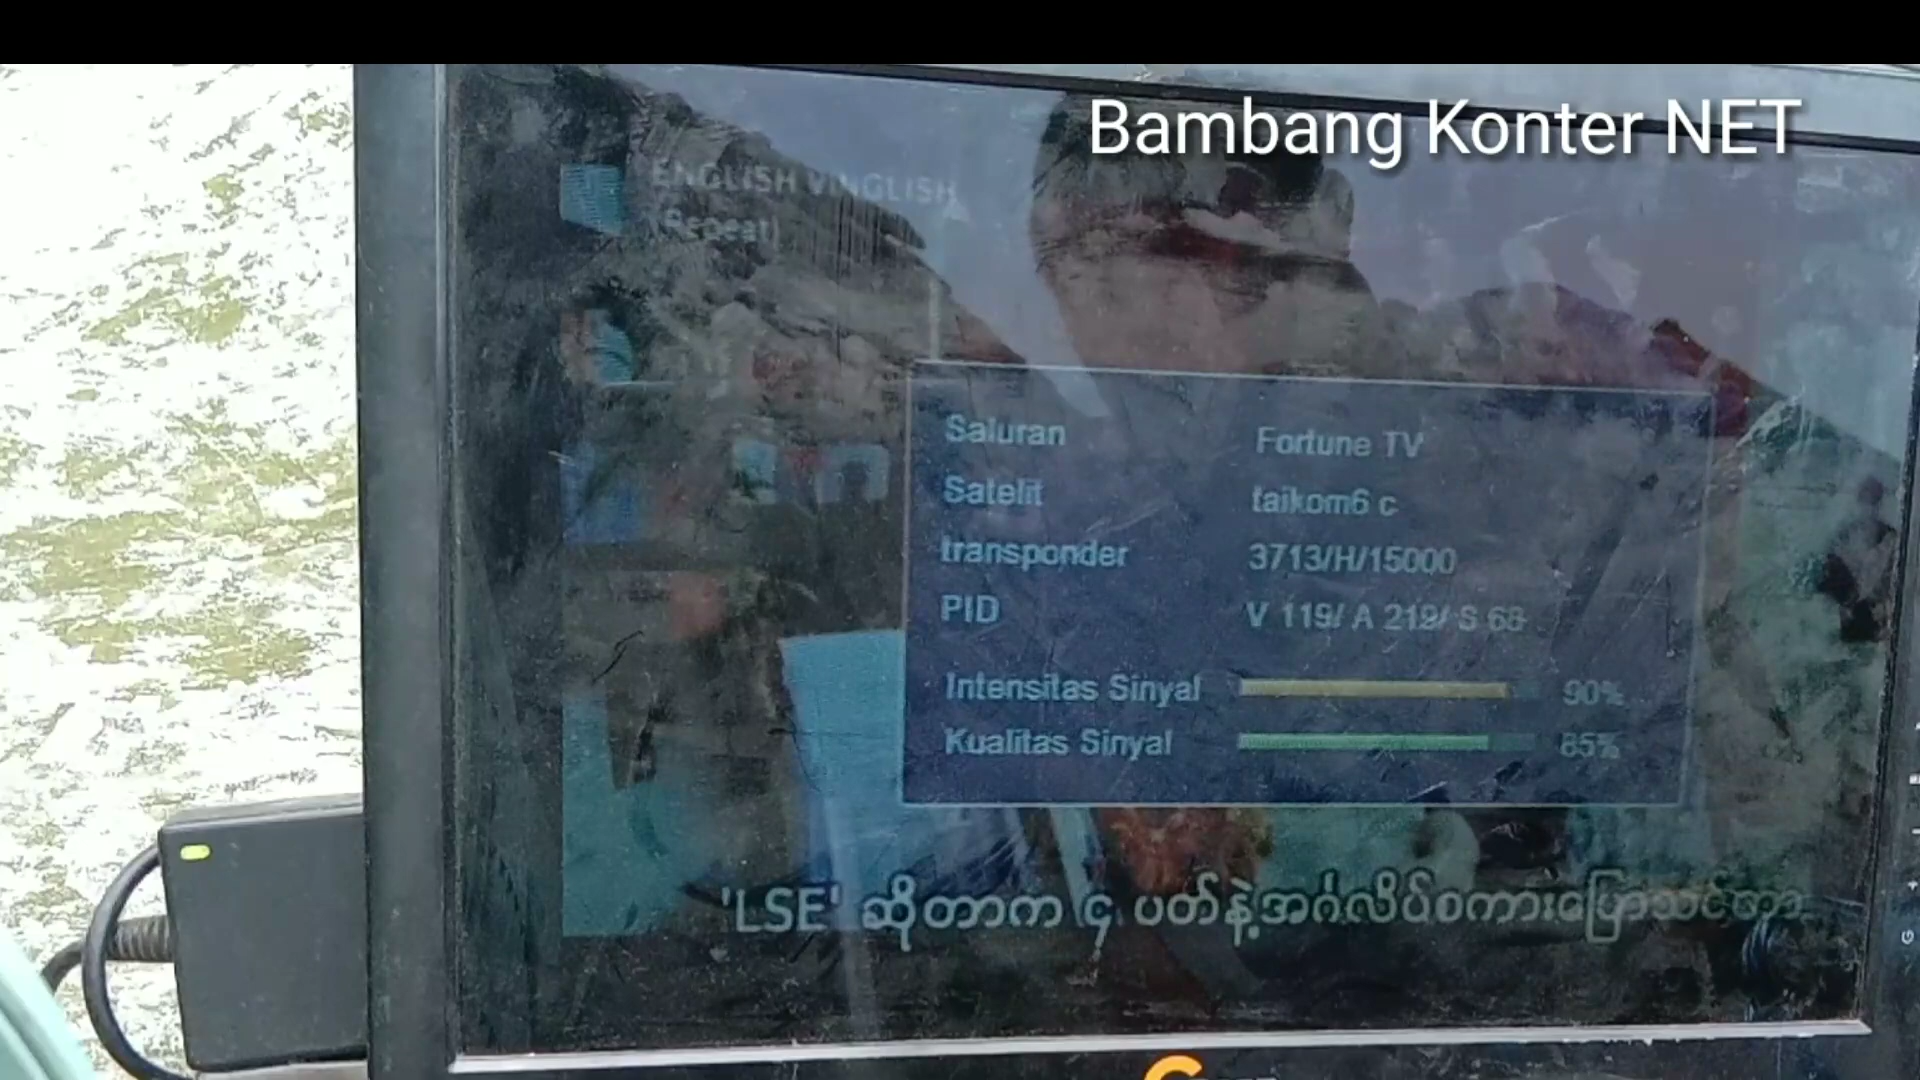 Bambang Konter NET
ENGLISH VINGLISH
(Repeat)
Saluran Fortune TV
Satelit taikom6 c
transponder 3713/H/15000
PID V 119/ A 219/ S 68
Intensitas Sinyal 90%
Kualitas Sinyal 85%
'LSE' ဆိုတာက ၄ ပတ်နဲ့အင်္ဂလိပ်စကားပြောသင်တာ